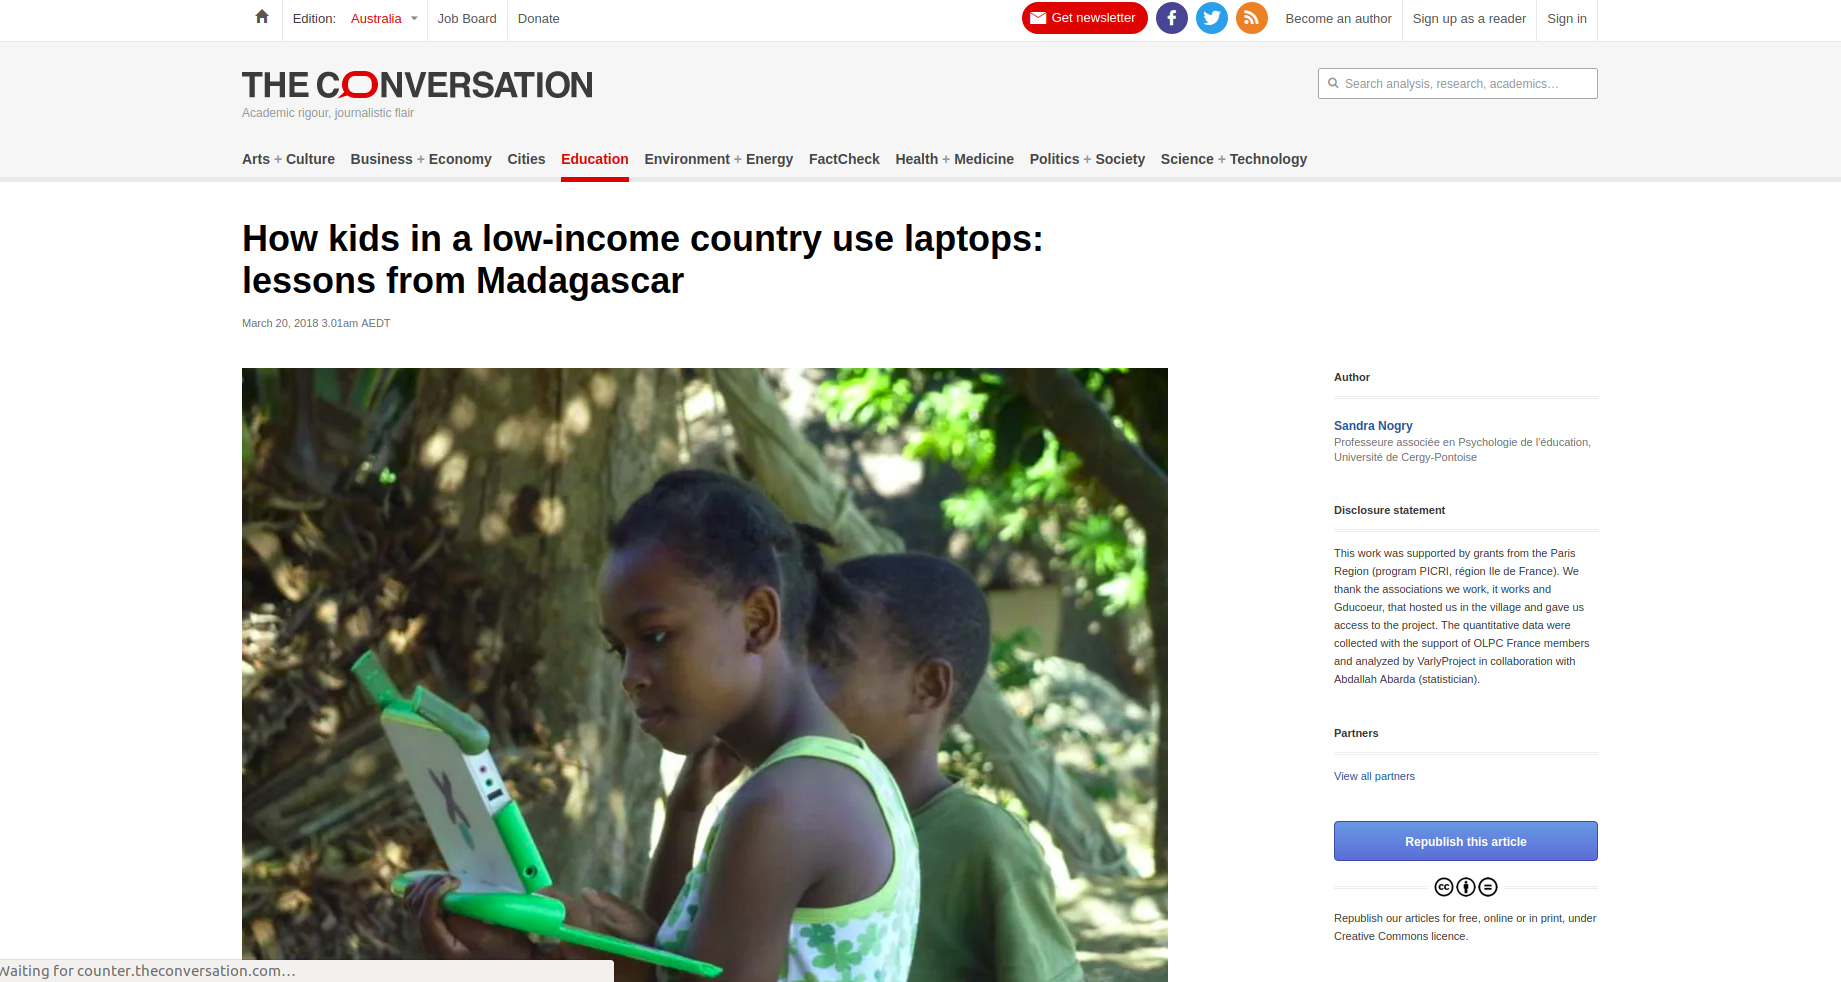 Edition: Australia Job Board Donate Get newsletter Become an author Sign up as a reader Sign in
THE CONVERSATION
Academic rigour, journalistic flair
Search analysis, research, academics…
Arts + Culture Business + Economy Cities Education Environment + Energy FactCheck Health + Medicine Politics + Society Science + Technology
How kids in a low-income country use laptops:
lessons from Madagascar
March 20, 2018 3.01am AEDT
Author
Sandra Nogry
Professeure associée en Psychologie de l'éducation,
Université de Cergy-Pontoise
Disclosure statement
This work was supported by grants from the Paris
Region (program PICRI, région Ile de France). We
thank the associations we work, it works and
Gducoeur, that hosted us in the village and gave us
access to the project. The quantitative data were
collected with the support of OLPC France members
and analyzed by VarlyProject in collaboration with
Abdallah Abarda (statistician).
Partners
View all partners
Republish this article
cc
Republish our articles for free, online or in print, under
Creative Commons licence.
Waiting for counter.theconversation.com…